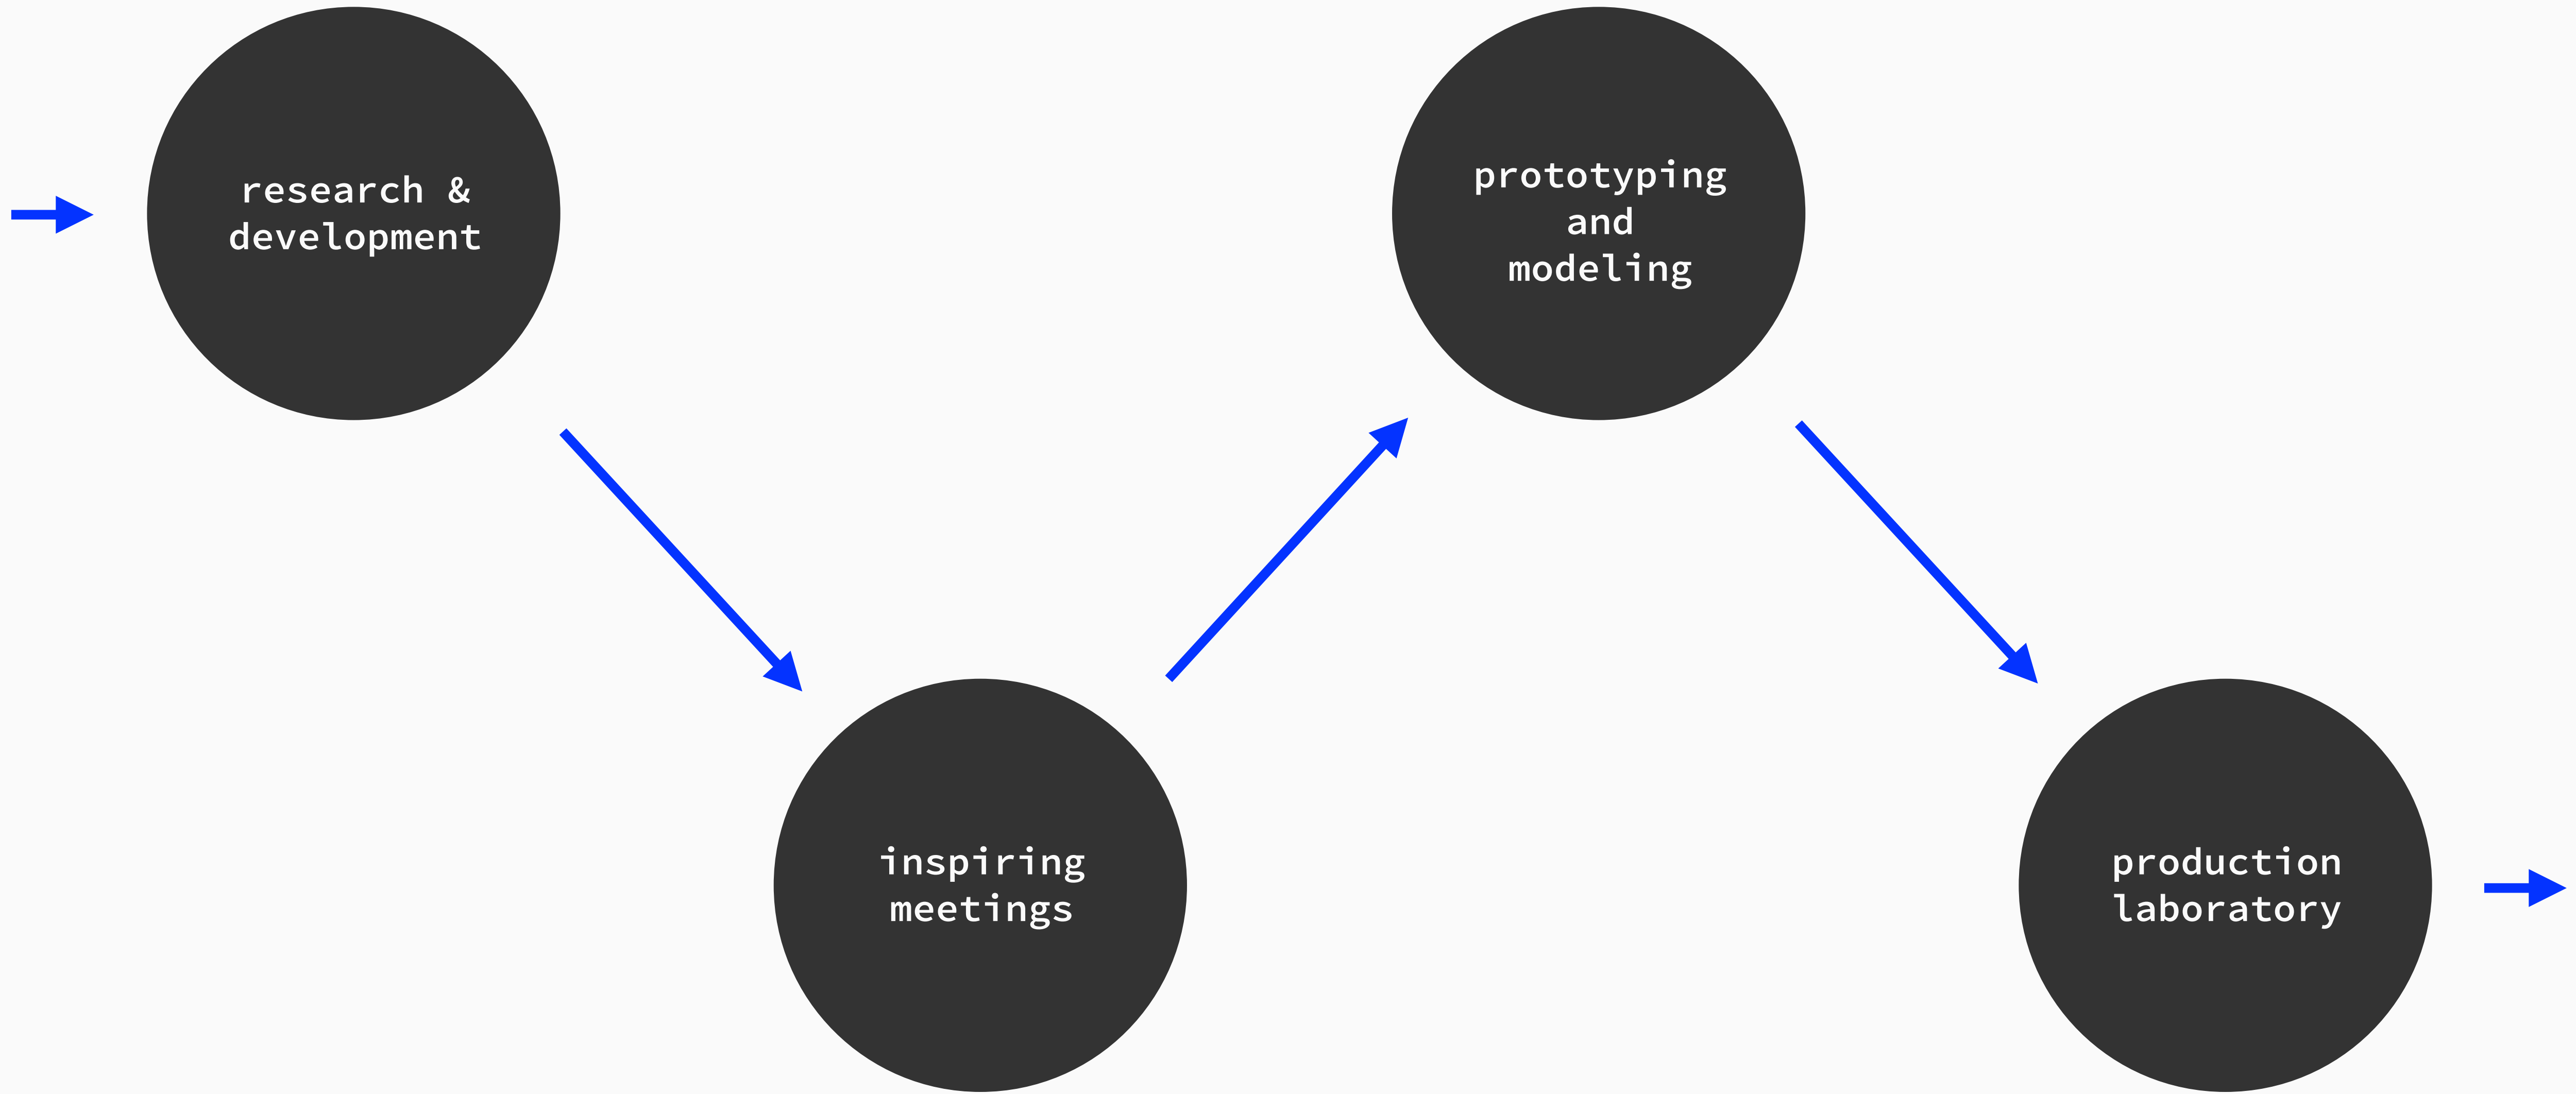 research &
development
inspiring
meetings
prototyping
and
modeling
production
laboratory